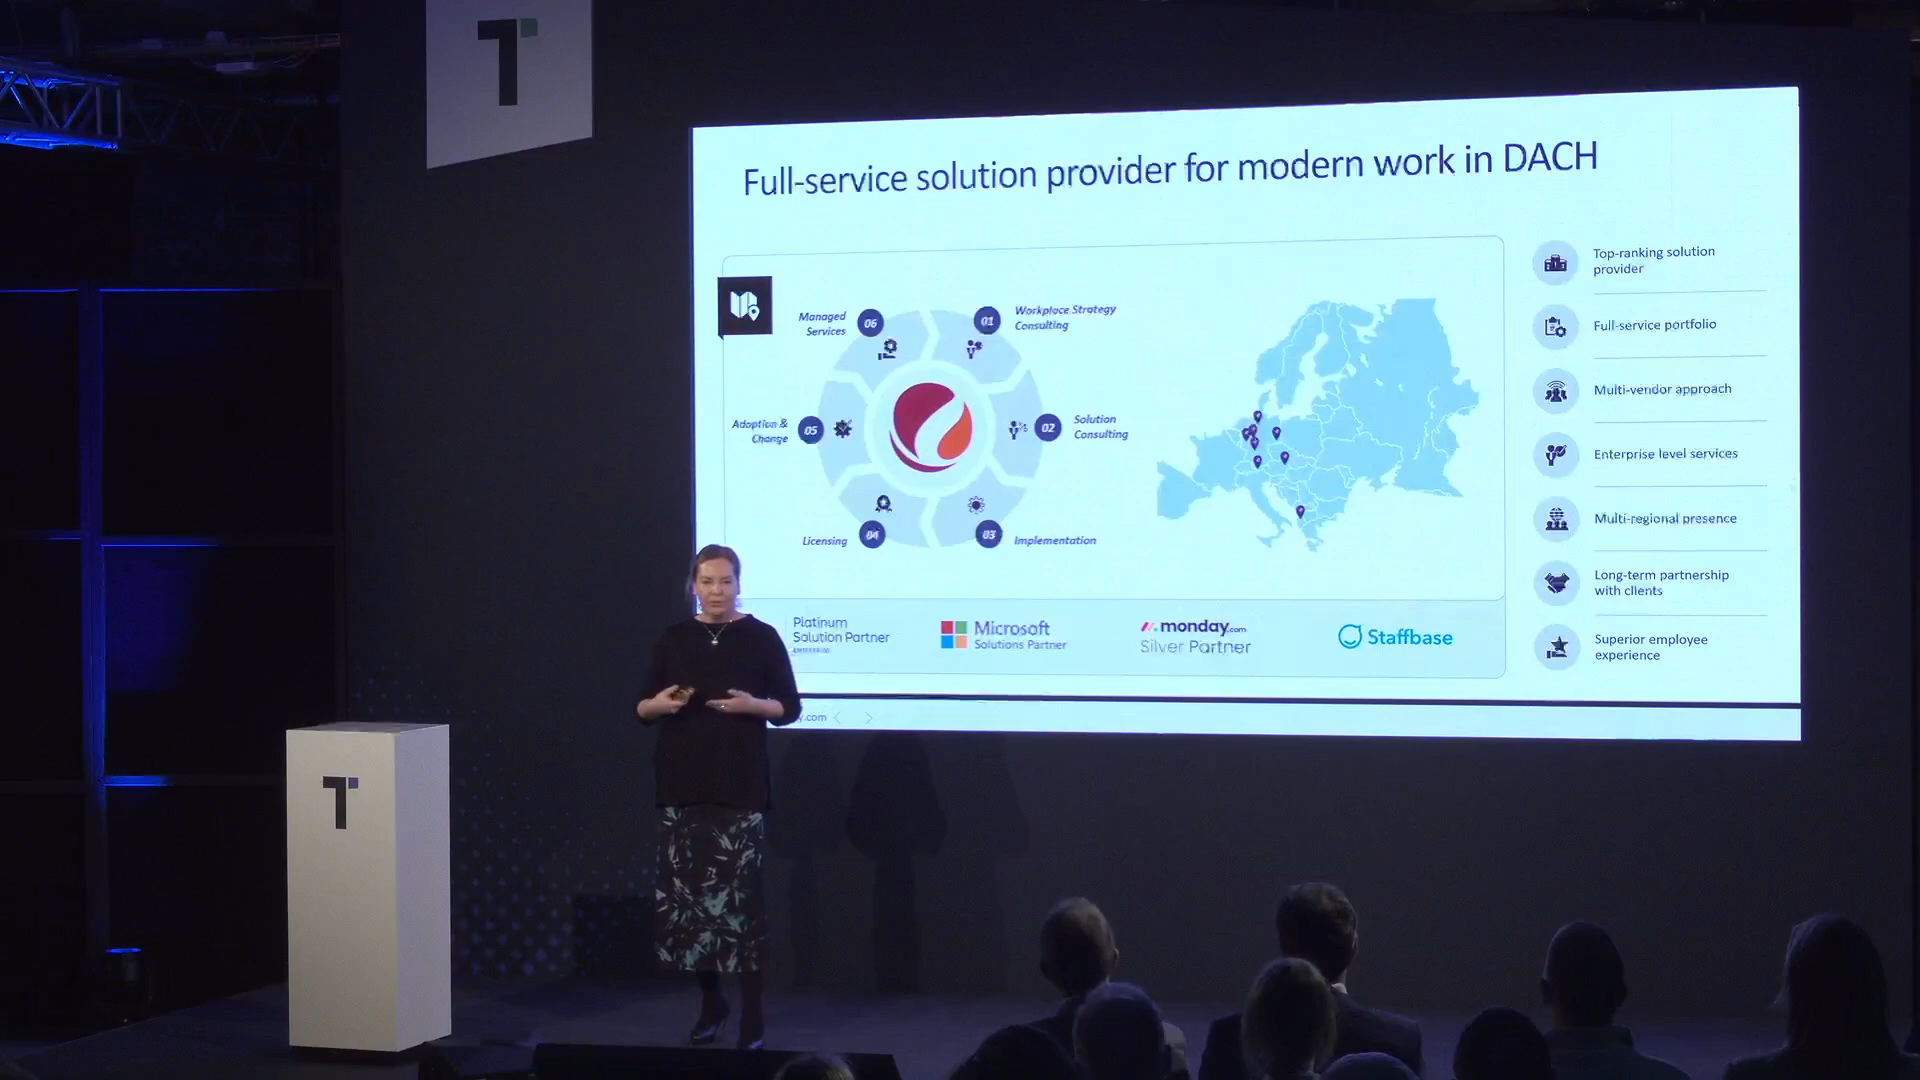 T
Full-service solution provider for modern work in DACH
Managed
Services
06
01
Workplace Strategy
Consulting
Adoption &
Change
05
02
Solution
Consulting
Licensing
04
03
Implementation
Platinum
Solution Partner
Microsoft
Solutions Partner
monday.com
Silver Partner
Staffbase
y.com
Top-ranking solution
provider
Full-service portfolio
Multi-vendor approach
Enterprise level services
Multi-regional presence
Long-term partnership
with clients
Superior employee
experience
T